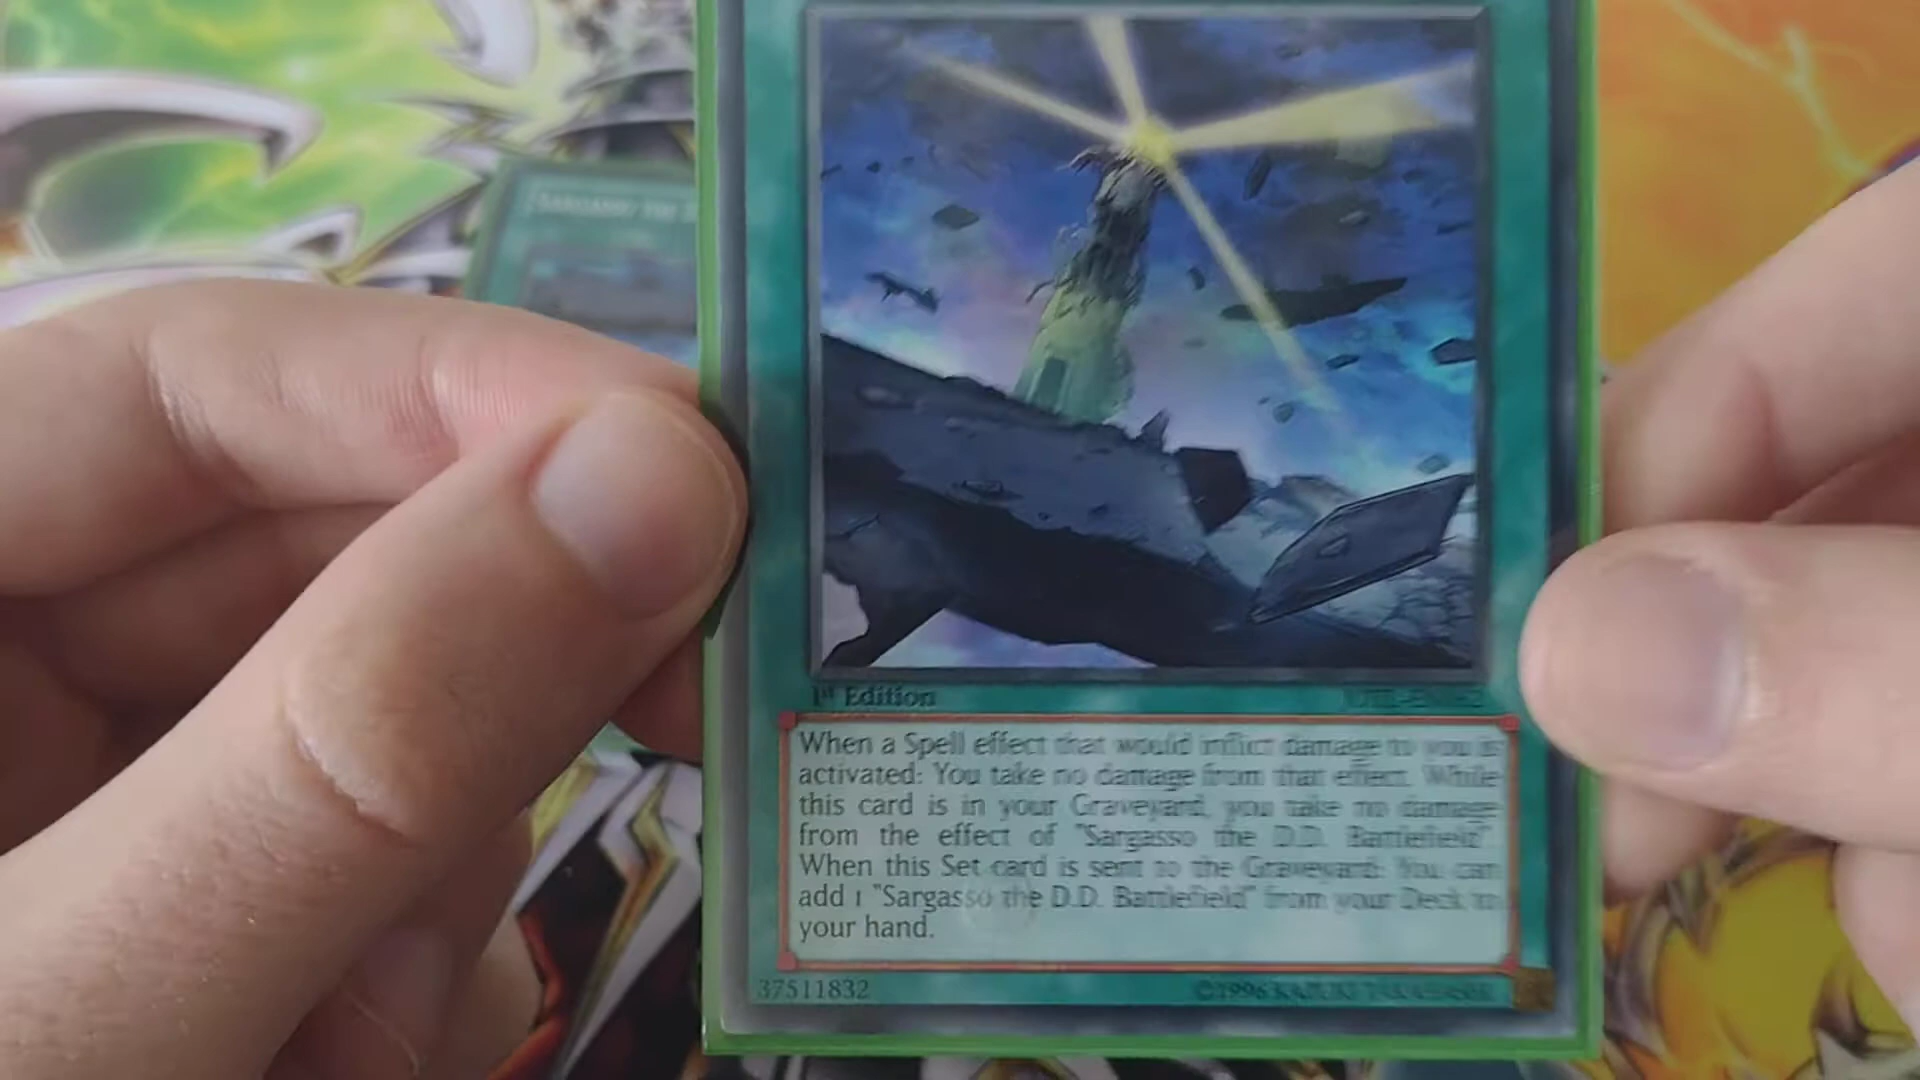 SARGASSO THE
1st Edition
When a Spell effect that would inflict damage to you is
activated: You take no damage from that effect. While
this card is in your Graveyard, you take no damage
from the effect of "Sargasso the D.D. Battlefield".
When this Set card is sent to the Graveyard: You can
add 1 "Sargasso the D.D. Battlefield" from your Deck to
your hand.
37511832
©1996 KAZUKI TAKAHASHI